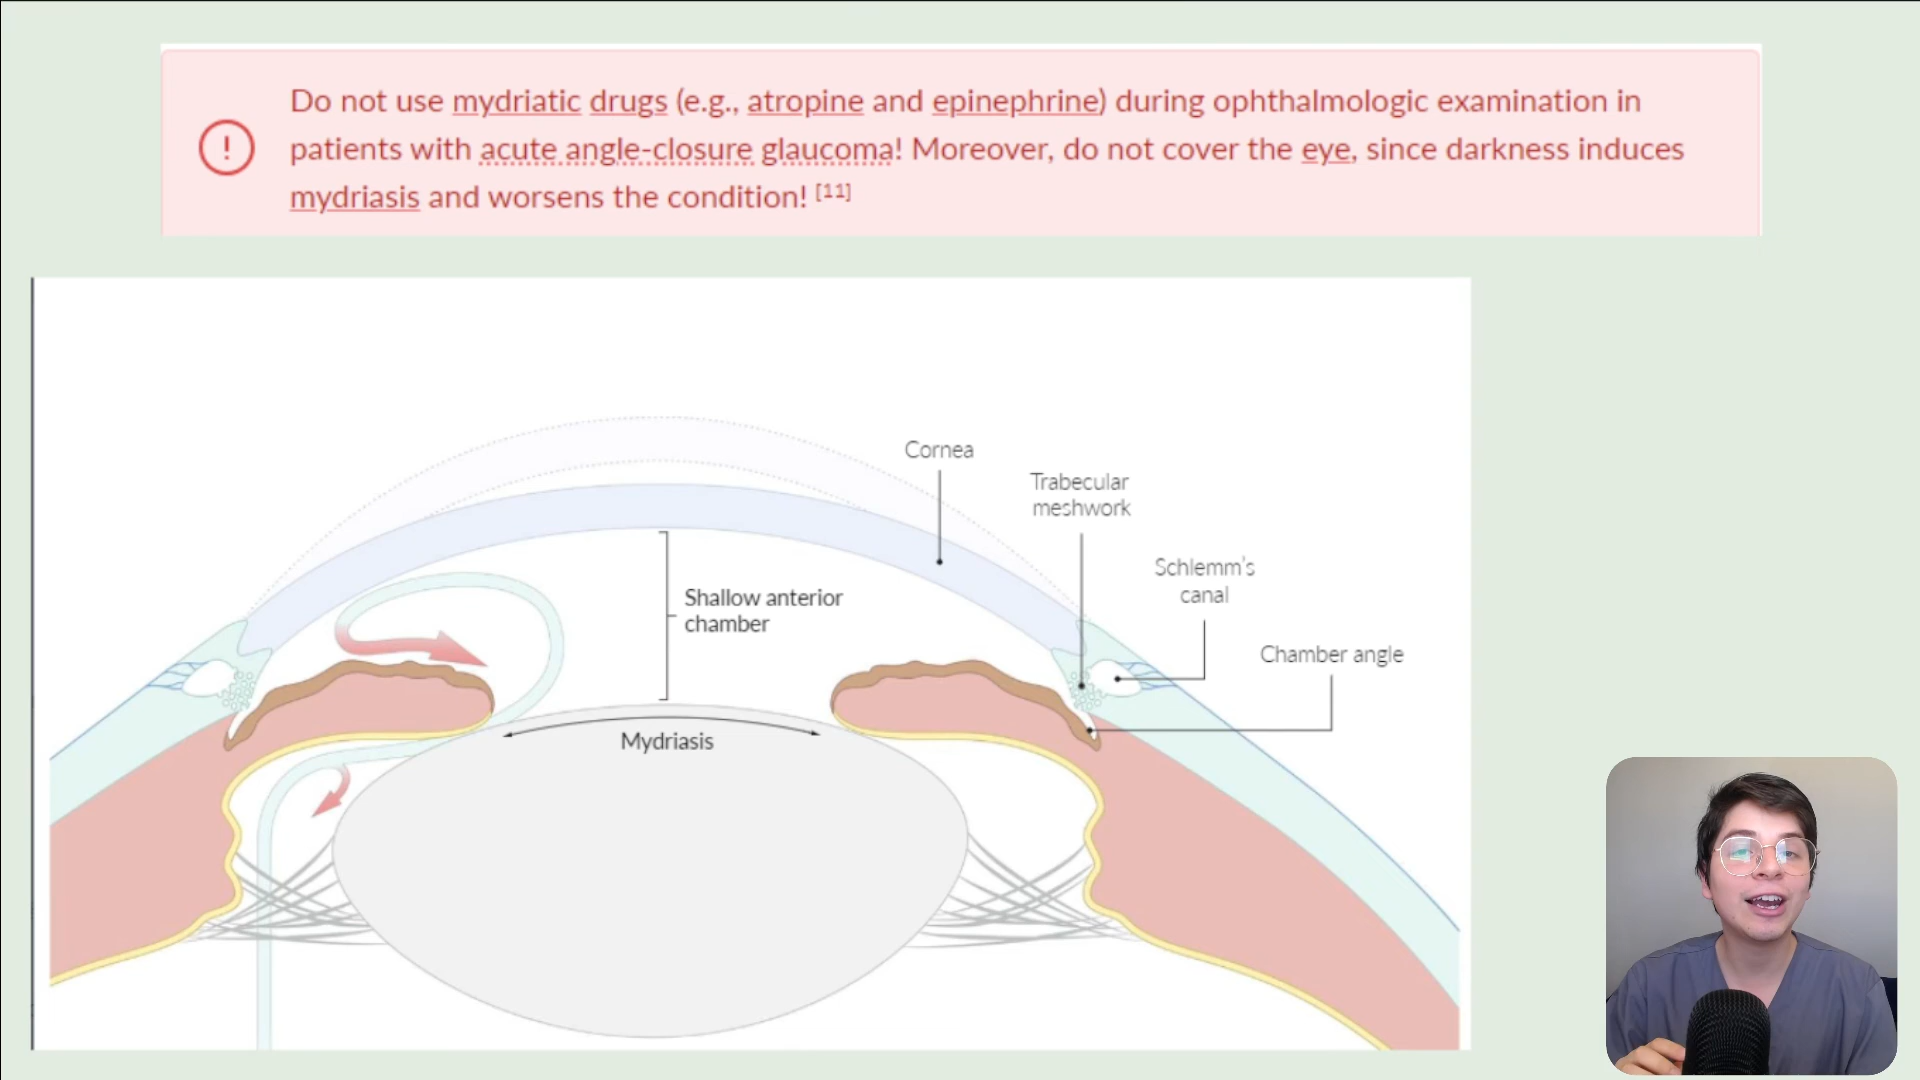 Do not use mydriatic drugs (e.g., atropine and epinephrine) during ophthalmologic examination in
patients with acute angle-closure glaucoma! Moreover, do not cover the eye, since darkness induces
mydriasis and worsens the condition! [11]
Cornea
Trabecular
meshwork
Schlemm's
canal
Shallow anterior
chamber
Chamber angle
Mydriasis